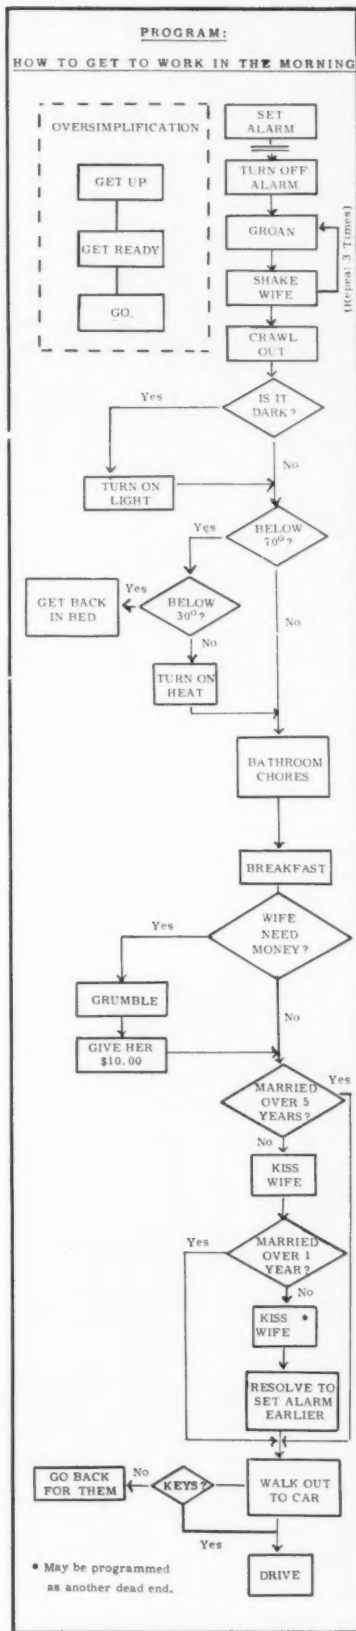 PROGRAM:
HOW TO GET TO WORK IN THE MORNING
OVERSIMPLIFICATION
GET UP
GET READY
GO.
SET
ALARM
TURN OFF
ALARM
GROAN
SHAKE
WIFE
(Repeat 3 Times)
CRAWL
OUT
IS IT
DARK?
Yes
No
TURN ON
LIGHT
BELOW
70°?
Yes
No
BELOW
30°?
Yes
No
GET BACK
IN BED
TURN ON
HEAT
BATHROOM
CHORES
BREAKFAST
WIFE
NEED
MONEY?
Yes
No
GRUMBLE
GIVE HER
$10.00
MARRIED
OVER 5
YEARS?
Yes
No
KISS
WIFE
MARRIED
OVER 1
YEAR?
Yes
No
KISS *
WIFE
RESOLVE TO
SET ALARM
EARLIER
WALK OUT
TO CAR
KEYS?
No
GO BACK
FOR THEM
Yes
DRIVE
* May be programmed
as another dead end.